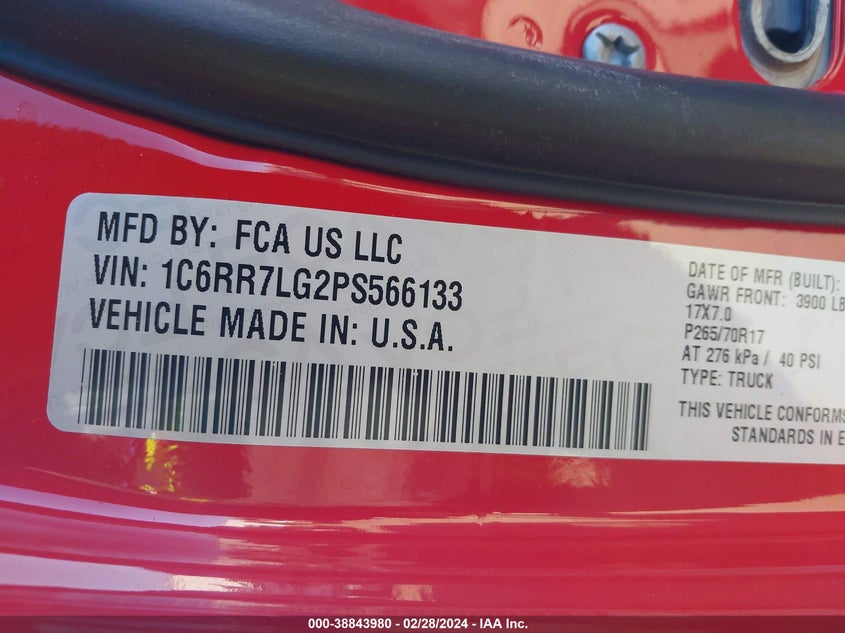 MFD BY: FCA US LLC
VIN: 1C6RR7LG2PS566133
VEHICLE MADE IN: U.S.A.
DATE OF MFR (BUILT):
GAWR FRONT: 3900 LB
17X7.0
P265/70R17
AT 276 kPa / 40 PSI
TYPE: TRUCK
THIS VEHICLE CONFORMS
STANDARDS IN E
000-38843980 - 02/28/2024 - IAA Inc.